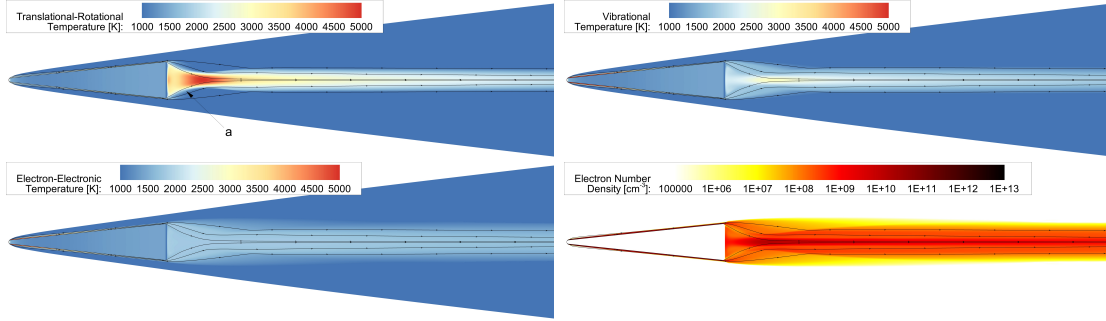 Translational-Rotational
Temperature [K]: 1000 1500 2000 2500 3000 3500 4000 4500 5000
a
Vibrational
Temperature [K]: 1000 1500 2000 2500 3000 3500 4000 4500 5000
Electron-Electronic
Temperature [K]: 1000 1500 2000 2500 3000 3500 4000 4500 5000
Electron Number
Density [cm⁻³]: 100000 1E+06 1E+07 1E+08 1E+09 1E+10 1E+11 1E+12 1E+13